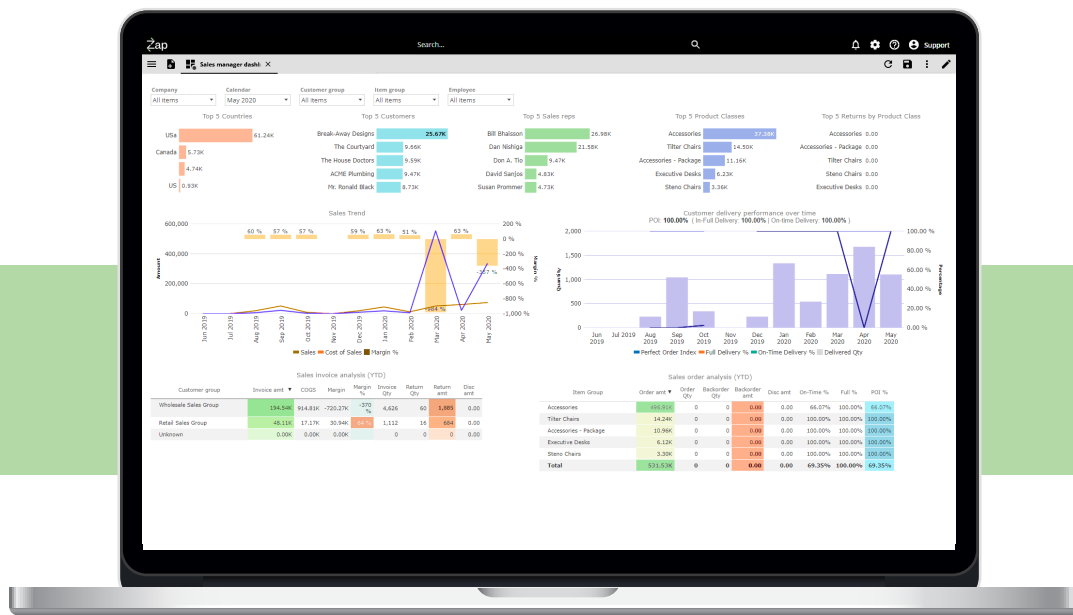 Zap
Search...
Support
Sales manager dashb
Company Calendar Customer group Item group Employee
All items May 2020 All items All items All items
Top 5 Countries
USa 61.24K
Canada 5.73K
4.74K
US 0.93K
Top 5 Customers
Break-Away Designs 25.67K
The Courtyard 9.66K
The House Doctors 9.59K
ACME Plumbing 9.47K
Mr. Ronald Black 8.73K
Top 5 Sales reps
Bill Bhaisson 26.98K
Dan Nishiga 21.58K
Don A. Tio 9.47K
David Sanjos 4.83K
Susan Prommer 4.73K
Top 5 Product Classes
Accessories 37.38K
Tilter Chairs 14.50K
Accessories - Package 11.16K
Executive Desks 6.23K
Steno Chairs 3.36K
Top 5 Returns by Product Class
Accessories 0.00
Accessories - Package 0.00
Tilter Chairs 0.00
Steno Chairs 0.00
Executive Desks 0.00
Sales Trend
600,000
400,000
200,000
0
Amount
60 % 57 % 57 % 59 % 63 % 51 % 63 %
-984 %
200 %
0 %
-200 %
-400 %
-600 %
-800 %
-1,000 %
Margin %
Jun 2019 Jul 2019 Aug 2019 Sep 2019 Oct 2019 Nov 2019 Dec 2019 Jan 2020 Feb 2020 Mar 2020 Apr 2020
Sales Cost of Sales Margin %
Customer delivery performance over time
POI: 100.00% ( In-Full Delivery: 100.00% | On-time Delivery: 100.00% )
2,000
1,500
1,000
500
0
Quantity
100.00 %
80.00 %
60.00 %
40.00 %
20.00 %
0.00 %
Percentage
Jun 2019 Jul 2019 Aug 2019 Sep 2019 Oct 2019 Nov 2019 Dec 2019 Jan 2020 Feb 2020 Mar 2020 Apr 2020 May 2020
Perfect Order Index Full Delivery % On-Time Delivery % Delivered Qty
Sales invoice analysis (YTD)
Customer group Invoice amt COGS Margin Margin % Invoice Qty Return Qty Return amt Disc amt
Wholesale Sales Group 194.54K 914.81K -720.27K -370 % 4,626 60 1,885 0.00
Retail Sales Group 48.11K 17.17K 30.94K 64 % 1,112 16 684 0.00
Unknown 0.00K 0.00K 0.00K 0 0 0 0.00
Sales order analysis (YTD)
Item Group Order amt Order Qty Backorder Qty Backorder amt Disc amt On-Time % Full % POI %
Accessories 0 0 0.00 0.00 66.07% 100.00% 66.07%
Tilter Chairs 14.24K 0 0 0.00 0.00 100.00% 100.00% 100.00%
Accessories - Package 10.96K 0 0 0.00 0.00 100.00% 100.00% 100.00%
Executive Desks 6.12K 0 0 0.00 0.00 100.00% 100.00% 100.00%
Steno Chairs 3.30K 0 0 0.00 0.00 100.00% 100.00% 100.00%
Total 531.53K 0 0 0.00 0.00 69.35% 100.00% 69.35%